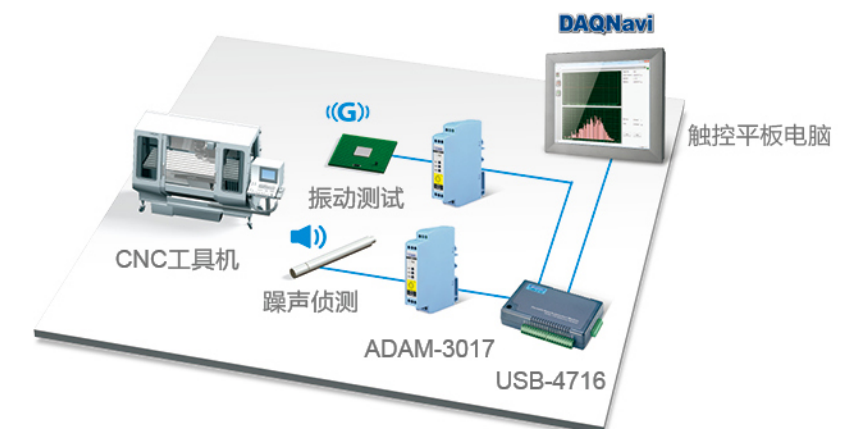 DAQNavi
((G))
触控平板电脑
振动测试
CNC工具机
躁声侦测
ADAM-3017
USB-4716